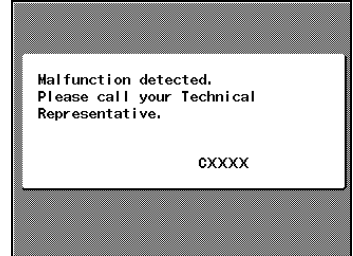 Malfunction detected.
Please call your Technical
Representative.
CXXXX